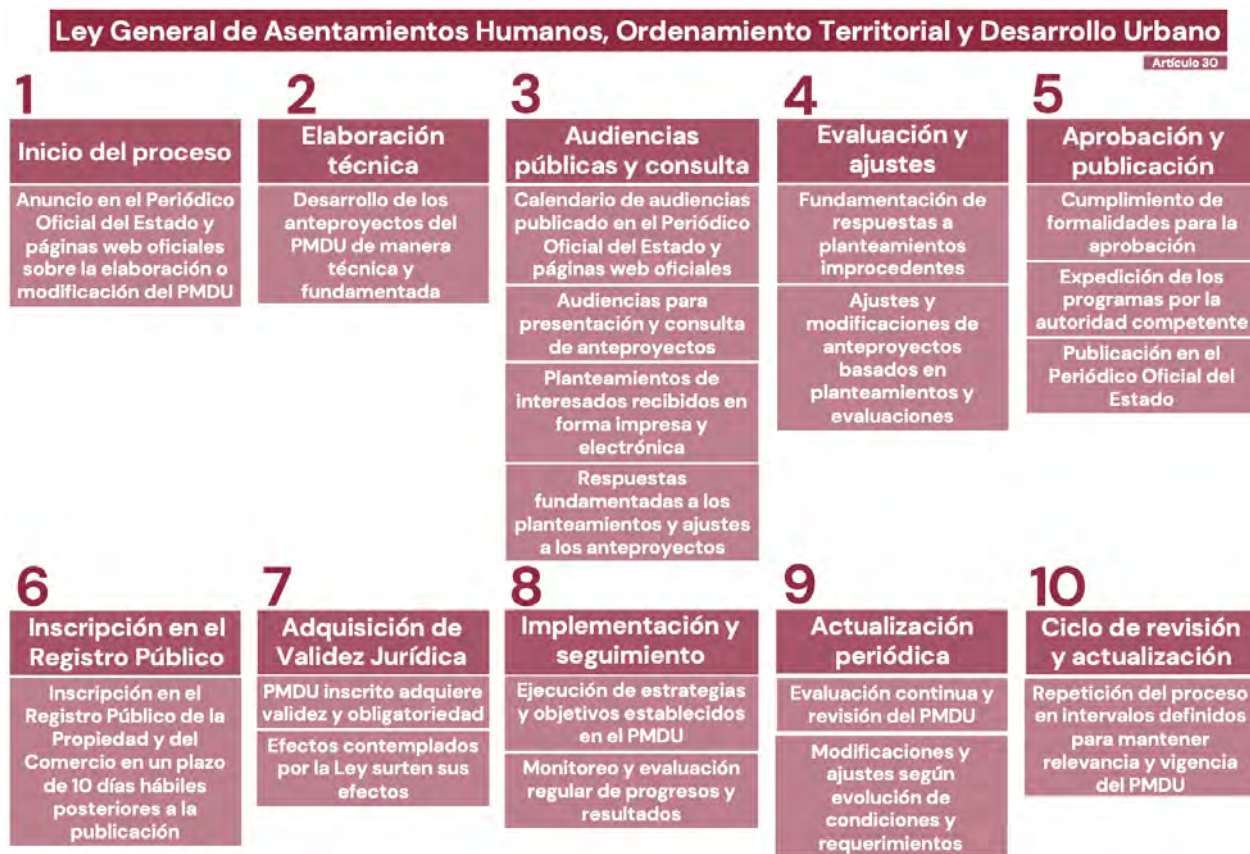 Ley General de Asentamientos Humanos, Ordenamiento Territorial y Desarrollo Urbano
Artículo 30
1
Inicio del proceso
Anuncio en el Periódico
Oficial del Estado y
páginas web oficiales
sobre la elaboración o
modificación del PMDU
2
Elaboración
técnica
Desarrollo de los
anteproyectos del
PMDU de manera
técnica y
fundamentada
3
Audiencias
públicas y consulta
Calendario de audiencias
publicado en el Periódico
Oficial del Estado y
páginas web oficiales
Audiencias para
presentación y consulta
de anteproyectos
Planteamientos de
interesados recibidos en
forma impresa y
electrónica
Respuestas
fundamentadas a los
planteamientos y ajustes
a los anteproyectos
4
Evaluación y
ajustes
Fundamentación de
respuestas a
planteamientos
improcedentes
Ajustes y
modificaciones de
anteproyectos
basados en
planteamientos y
evaluaciones
5
Aprobación y
publicación
Cumplimiento de
formalidades para la
aprobación
Expedición de los
programas por la
autoridad competente
Publicación en el
Periódico Oficial del
Estado
6
Inscripción en el
Registro Público
Inscripción en el
Registro Público de la
Propiedad y del
Comercio en un plazo
de 10 días hábiles
posteriores a la
publicación
7
Adquisición de
Validez Jurídica
PMDU inscrito adquiere
validez y obligatoriedad
Efectos contemplados
por la Ley surten sus
efectos
8
Implementación y
seguimiento
Ejecución de estrategias
y objetivos establecidos
en el PMDU
Monitoreo y evaluación
regular de progresos y
resultados
9
Actualización
periódica
Evaluación continua y
revisión del PMDU
Modificaciones y
ajustes según
evolución de
condiciones y
requerimientos
10
Ciclo de revisión
y actualización
Repetición del proceso
en intervalos definidos
para mantener
relevancia y vigencia
del PMDU